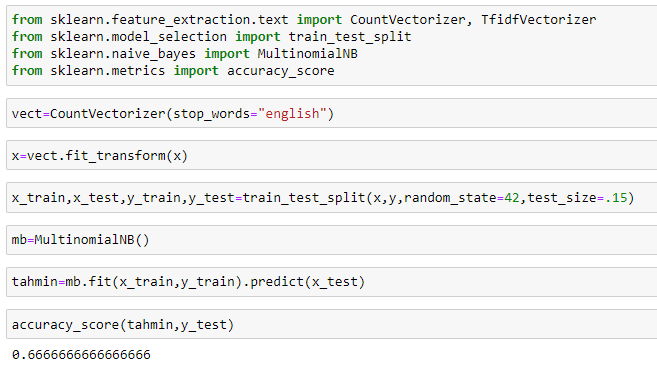 from sklearn.feature_extraction.text import CountVectorizer, TfidfVectorizer
from sklearn.model_selection import train_test_split
from sklearn.naive_bayes import MultinomialNB
from sklearn.metrics import accuracy_score
vect=CountVectorizer(stop_words="english")
x=vect.fit_transform(x)
x_train,x_test,y_train,y_test=train_test_split(x,y,random_state=42,test_size=.15)
mb=MultinomialNB()
tahmin=mb.fit(x_train,y_train).predict(x_test)
accuracy_score(tahmin,y_test)
0.6666666666666666